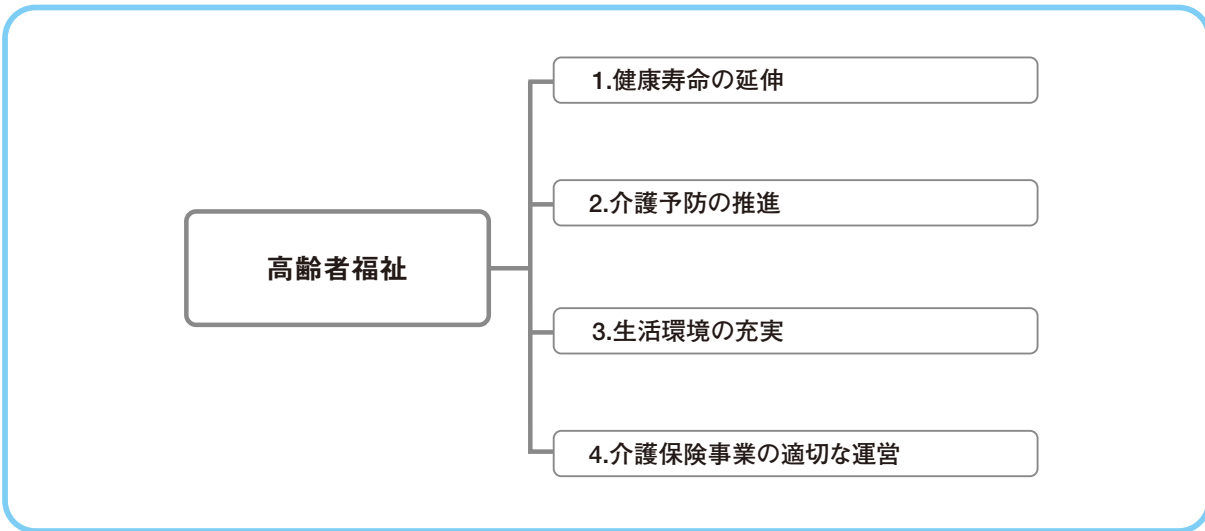 1.健康寿命の延伸
2.介護予防の推進
高齢者福祉
3.生活環境の充実
4.介護保険事業の適切な運営